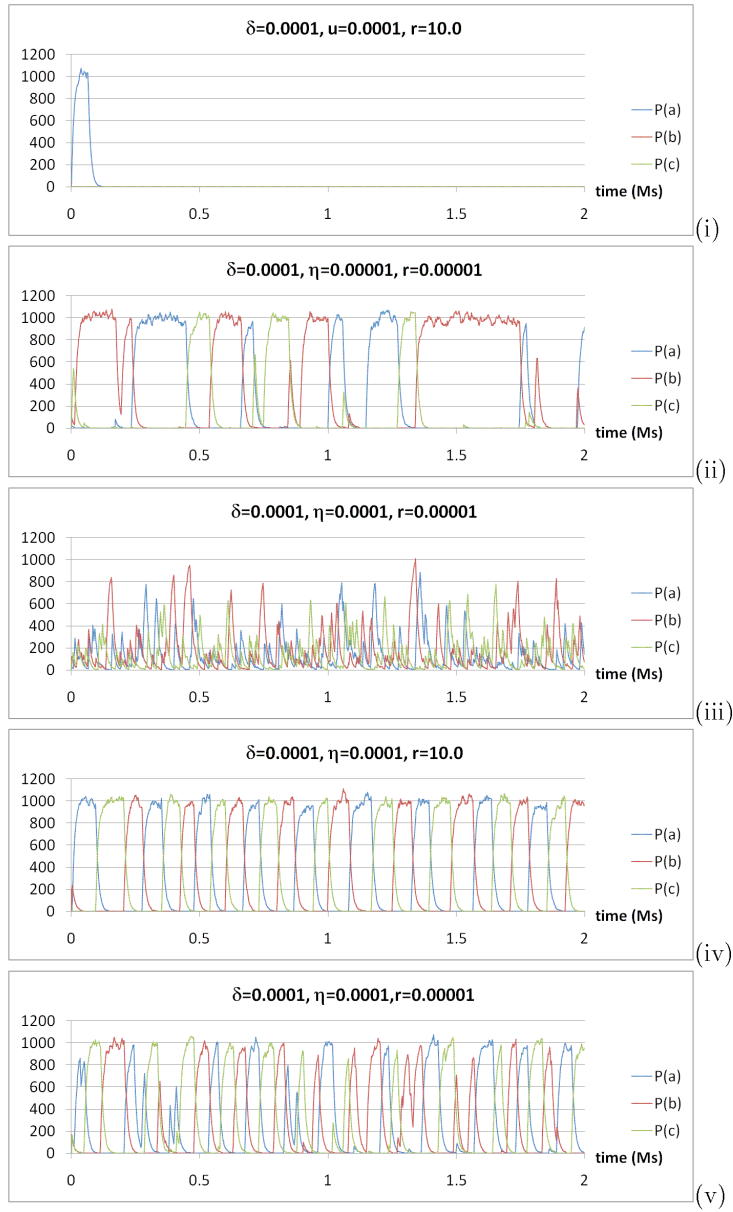 δ=0.0001, u=0.0001, r=10.0
1200
1000
800
600
400
200
0
0 0.5 1 1.5 2
time (Ms)
P(a)
P(b)
P(c)
(i)
δ=0.0001, η=0.00001, r=0.00001
1200
1000
800
600
400
200
0
0 0.5 1 1.5 2
time (Ms)
P(a)
P(b)
P(c)
(ii)
δ=0.0001, η=0.0001, r=0.00001
1200
1000
800
600
400
200
0
0 0.5 1 1.5 2
time (Ms)
P(a)
P(b)
P(c)
(iii)
δ=0.0001, η=0.0001, r=10.0
1200
1000
800
600
400
200
0
0 0.5 1 1.5 2
time (Ms)
P(a)
P(b)
P(c)
(iv)
δ=0.0001, η=0.0001,r=0.00001
1200
1000
800
600
400
200
0
0 0.5 1 1.5 2
time (Ms)
P(a)
P(b)
P(c)
(v)